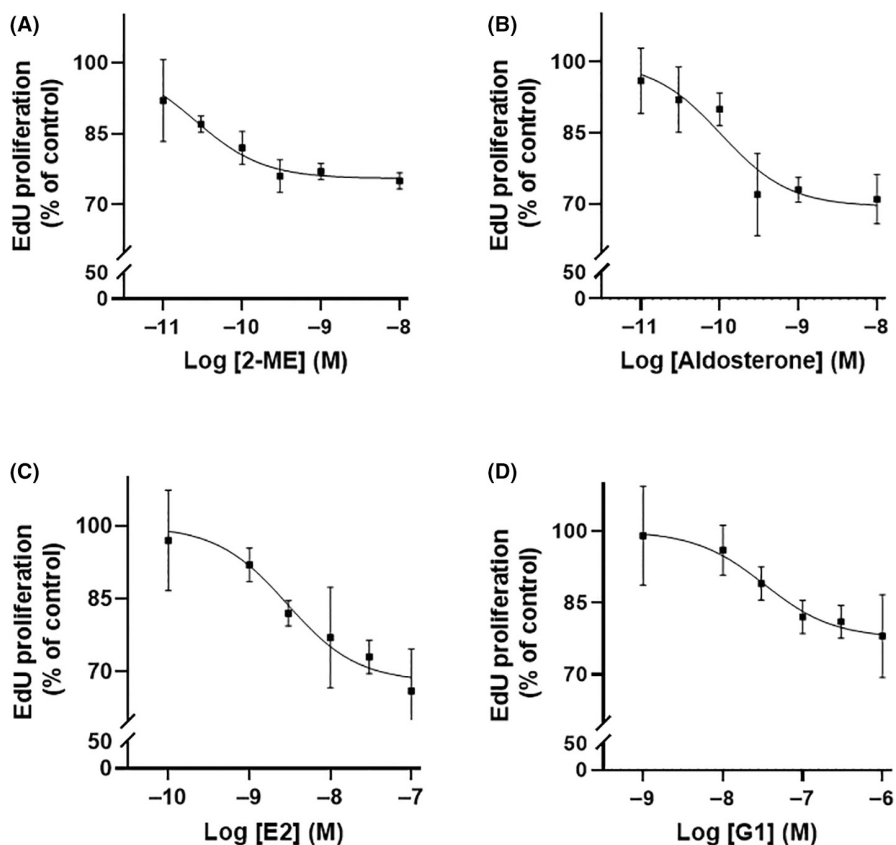 (A)
EdU proliferation
(% of control)
100
85
70
50
0
–11
–10
–9
–8
Log [2-ME] (M)
(B)
EdU proliferation
(% of control)
100
85
70
50
0
–11
–10
–9
–8
Log [Aldosterone] (M)
(C)
EdU proliferation
(% of control)
100
85
70
50
0
–10
–9
–8
–7
Log [E2] (M)
(D)
EdU proliferation
(% of control)
100
85
70
50
0
–9
–8
–7
–6
Log [G1] (M)